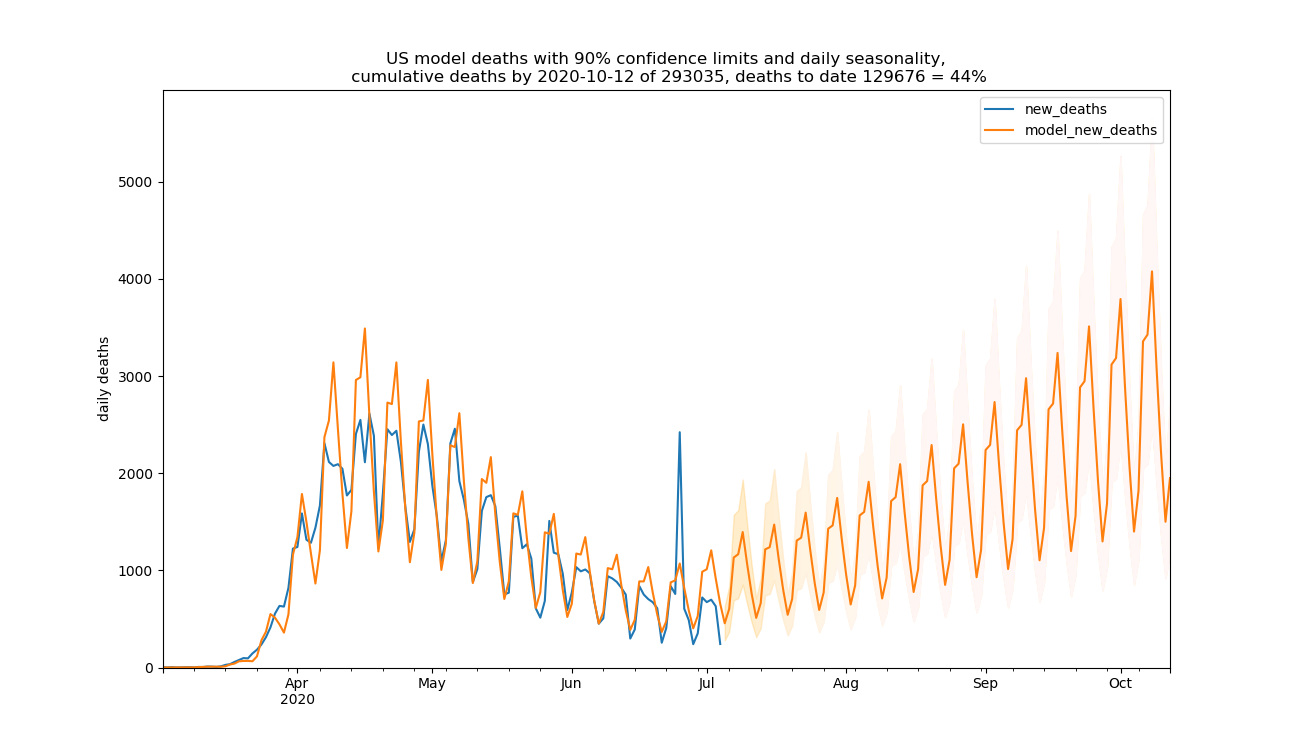 US model deaths with 90% confidence limits and daily seasonality,
cumulative deaths by 2020-10-12 of 293035, deaths to date 129676 = 44%
new_deaths
model_new_deaths
daily deaths
5000
4000
3000
2000
1000
0
Apr
2020
May
Jun
Jul
Aug
Sep
Oct